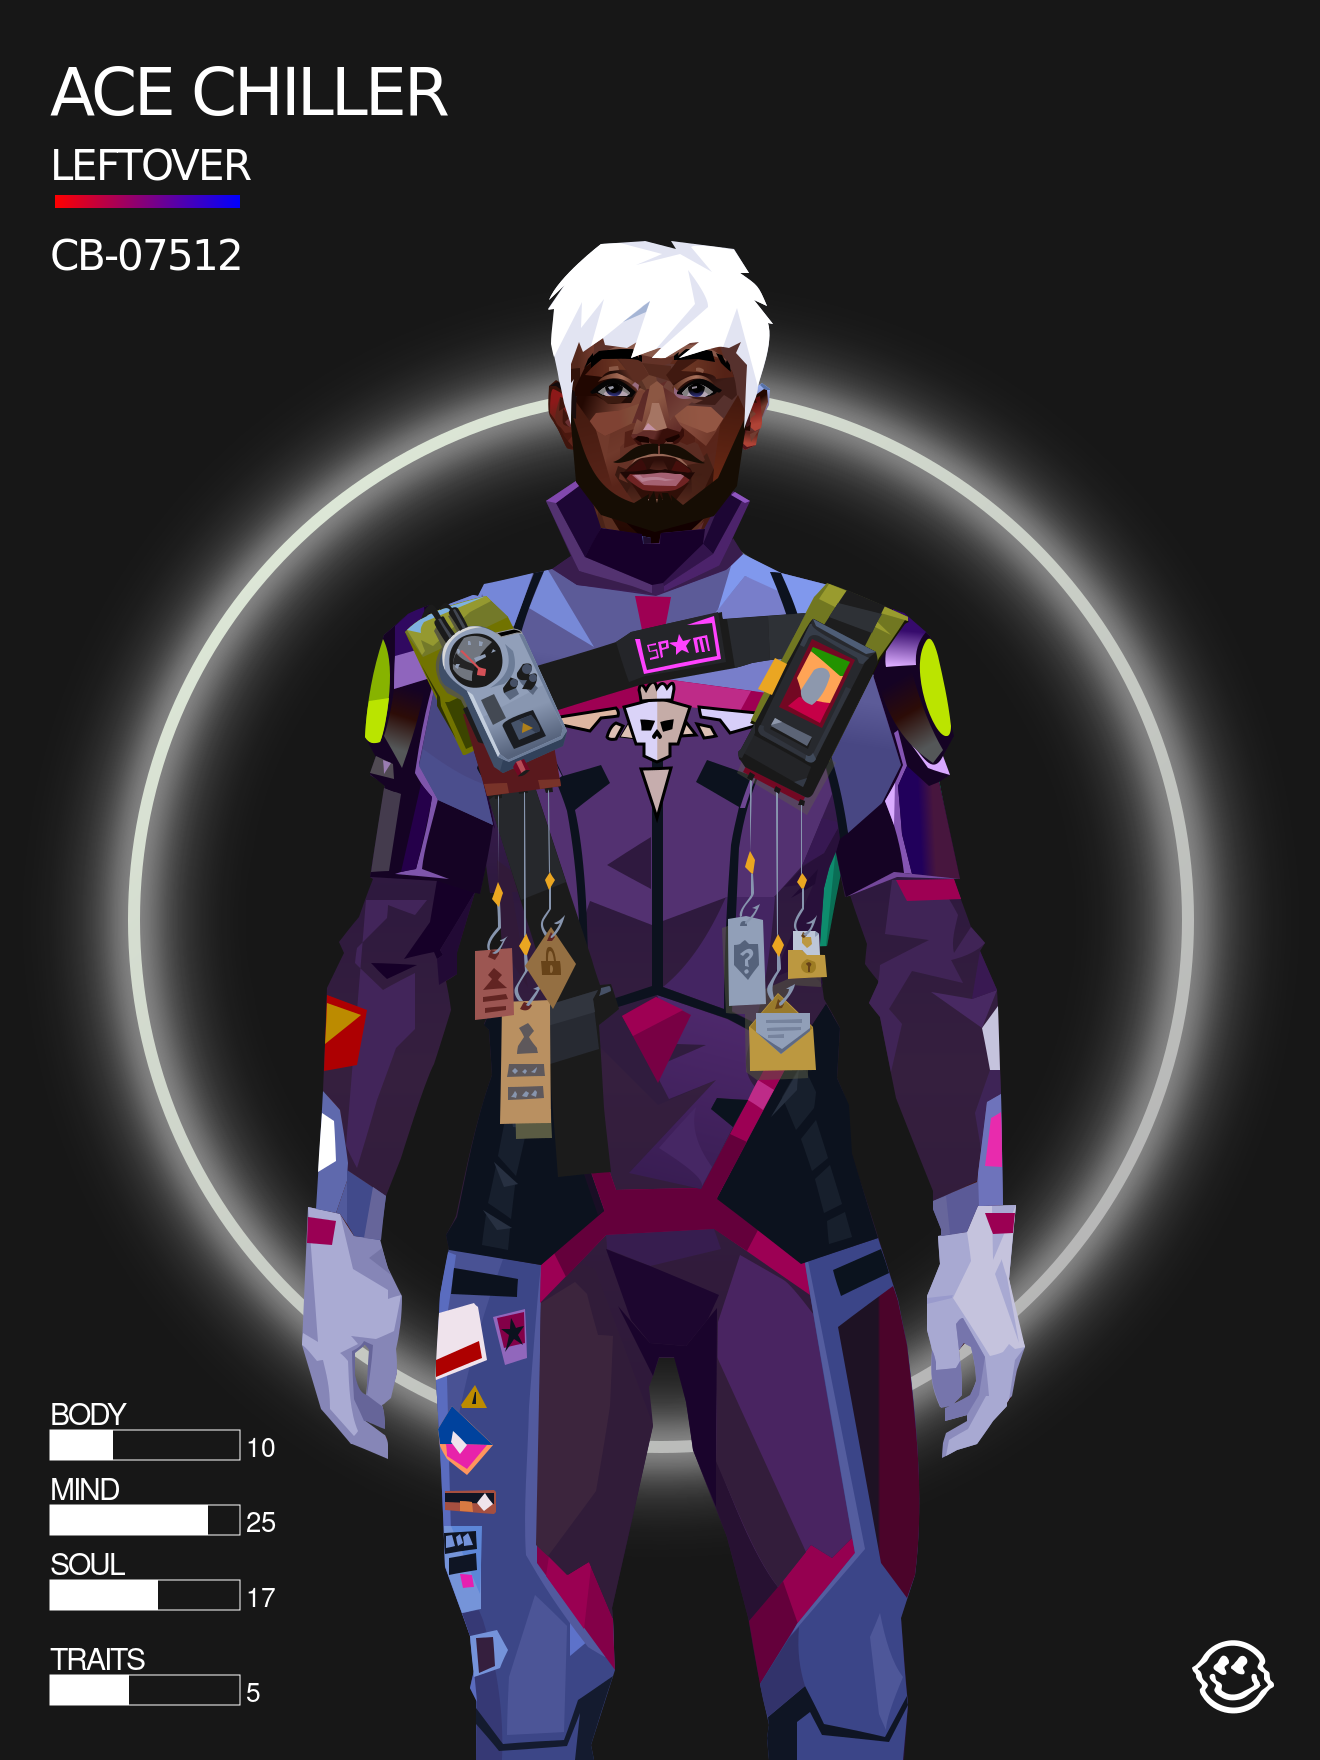 ACE CHILLER
LEFTOVER
CB-07512
SP★M
?
BODY
10
MIND
25
SOUL
17
TRAITS
5